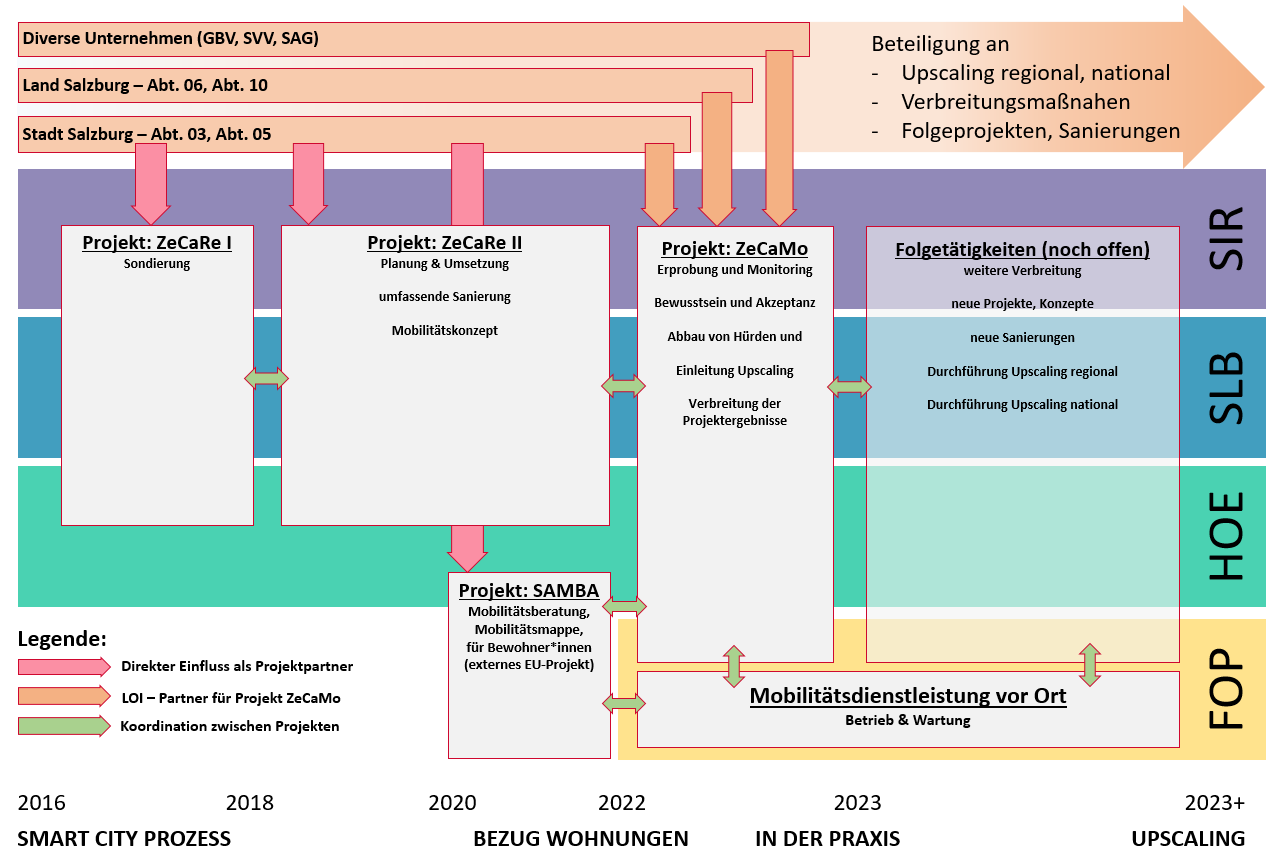 Diverse Unternehmen (GBV, SVV, SAG)
Land Salzburg – Abt. 06, Abt. 10
Stadt Salzburg – Abt. 03, Abt. 05
Beteiligung an
- Upscaling regional, national
- Verbreitungsmaßnahen
- Folgeprojekten, Sanierungen
SIR
SLB
HOE
FOP
Projekt: ZeCaRe I
Sondierung
Projekt: ZeCaRe II
Planung & Umsetzung
umfassende Sanierung
Mobilitätskonzept
Projekt: ZeCaMo
Erprobung und Monitoring
Bewusstsein und Akzeptanz
Abbau von Hürden und
Einleitung Upscaling
Verbreitung der
Projektergebnisse
Folgetätigkeiten (noch offen)
weitere Verbreitung
neue Projekte, Konzepte
neue Sanierungen
Durchführung Upscaling regional
Durchführung Upscaling national
Projekt: SAMBA
Mobilitätsberatung,
Mobilitätsmappe,
für Bewohner*innen
(externes EU-Projekt)
Mobilitätsdienstleistung vor Ort
Betrieb & Wartung
Legende:
Direkter Einfluss als Projektpartner
LOI – Partner für Projekt ZeCaMo
Koordination zwischen Projekten
2016 2018 2020 2022 2023 2023+
SMART CITY PROZESS BEZUG WOHNUNGEN IN DER PRAXIS UPSCALING